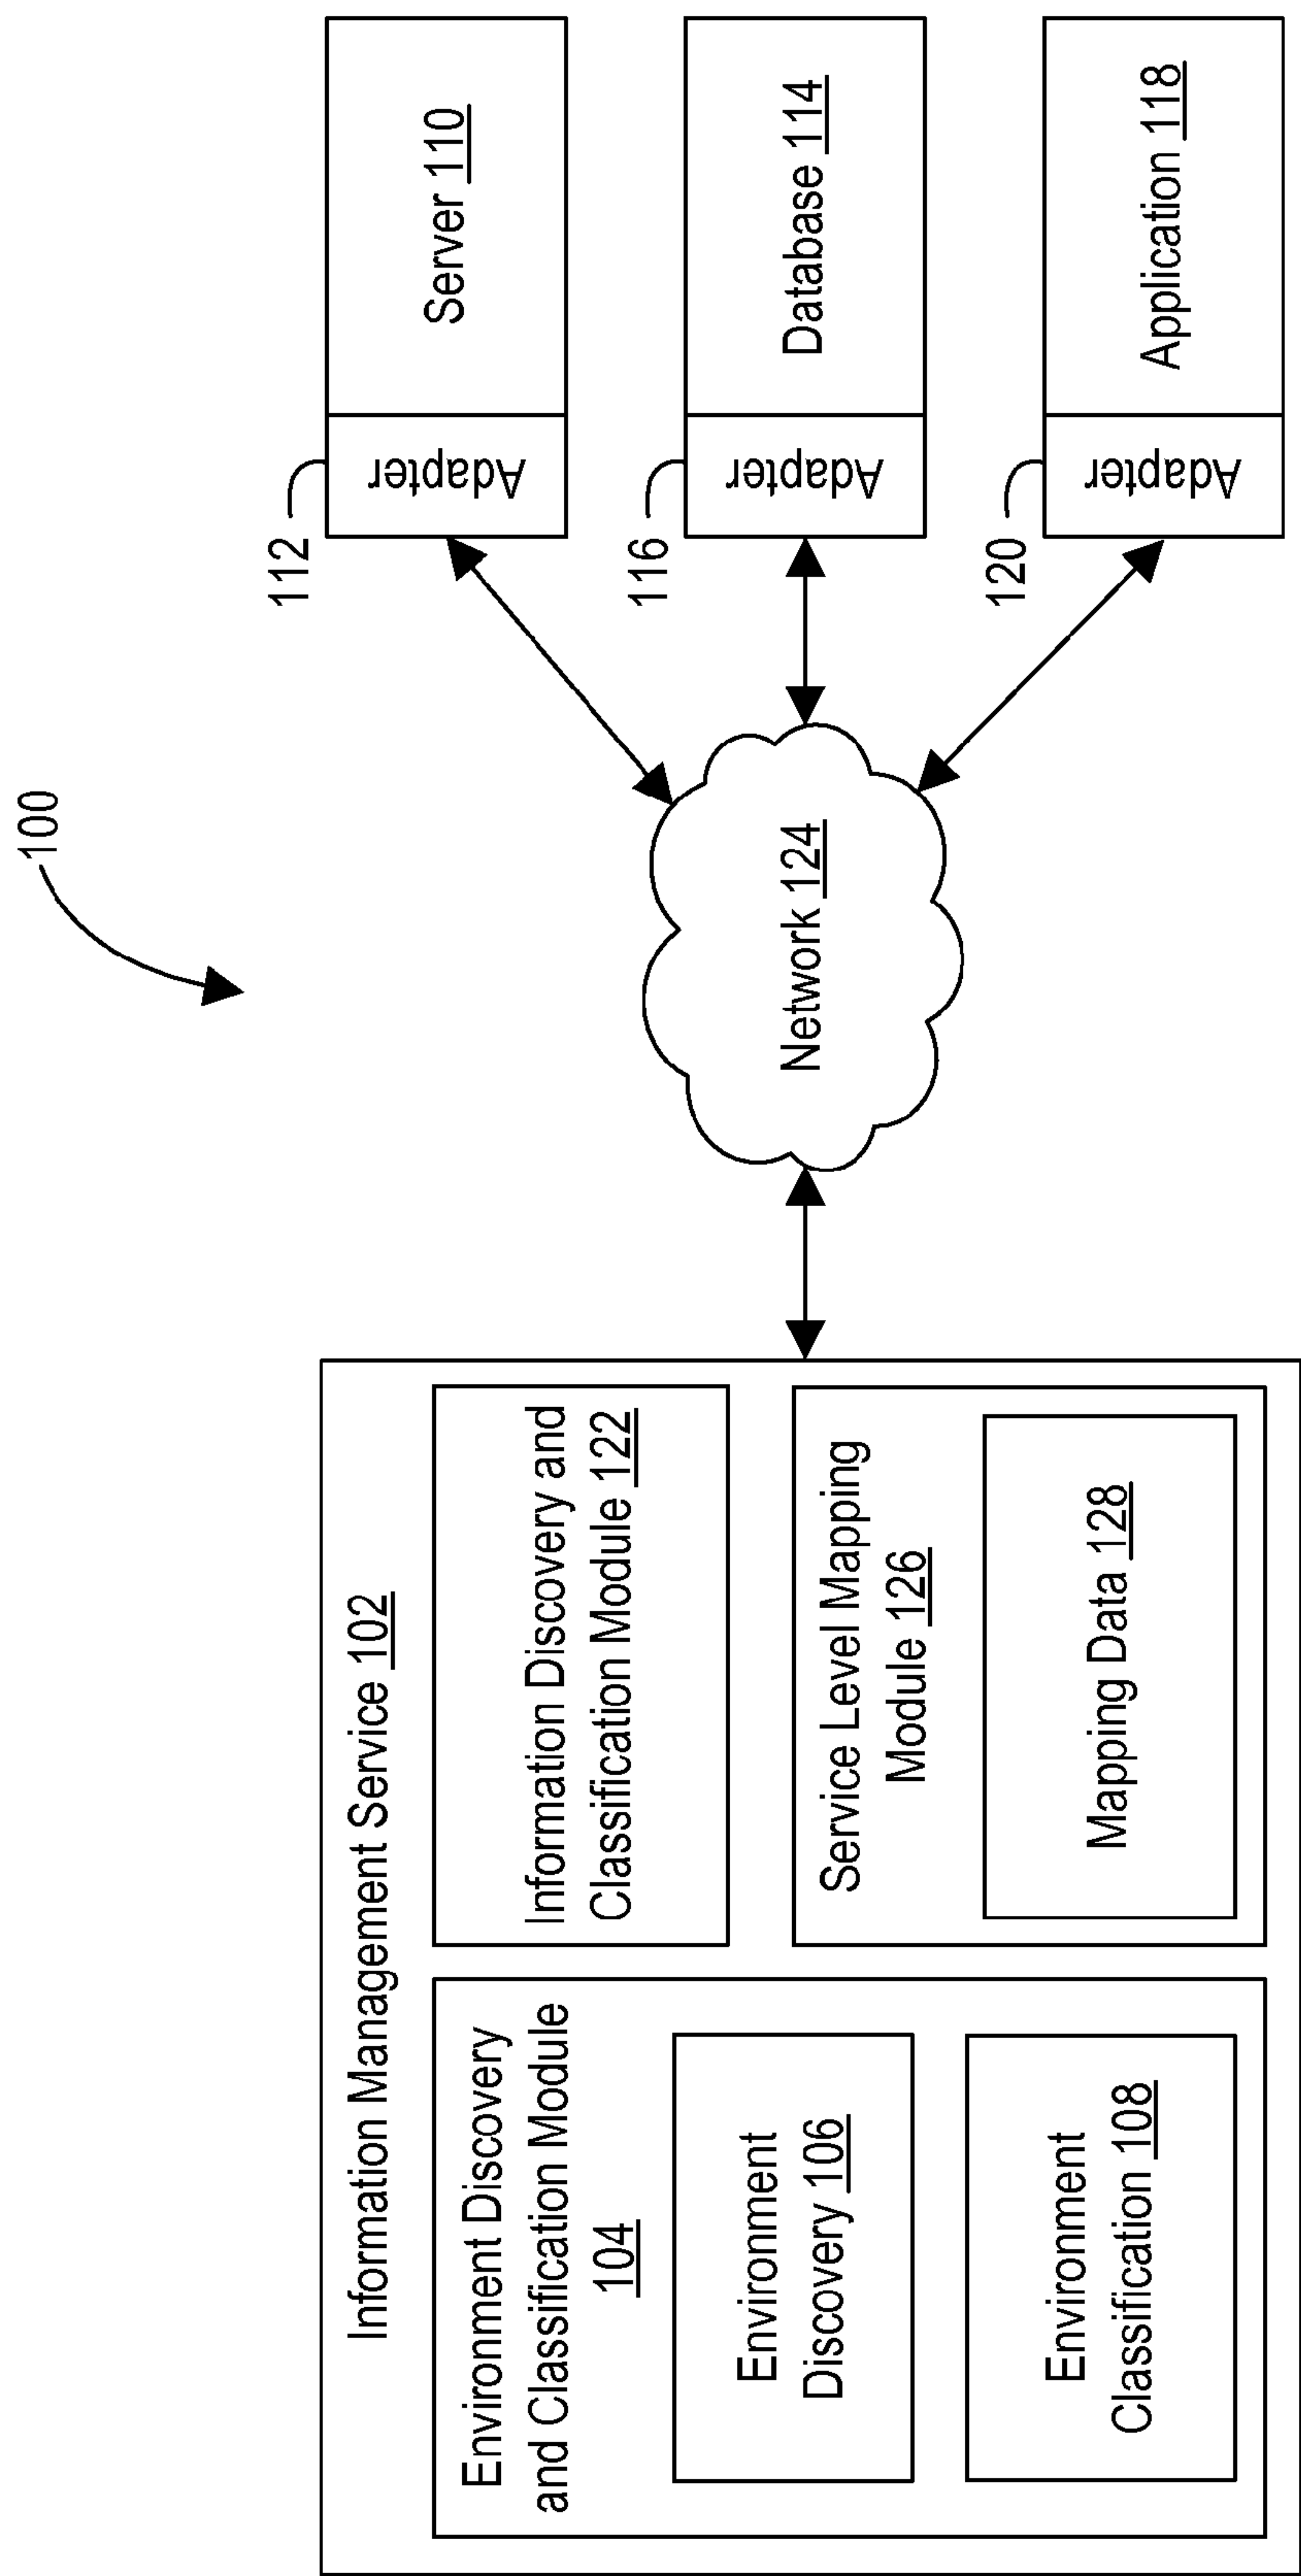 100
Information Management Service 102
Environment Discovery
and Classification Module
104
Environment
Discovery 106
Environment
Classification 108
Information Discovery and
Classification Module 122
Service Level Mapping
Module 126
Mapping Data 128
Network 124
112
Adapter
Server 110
116
Adapter
Database 114
120
Adapter
Application 118